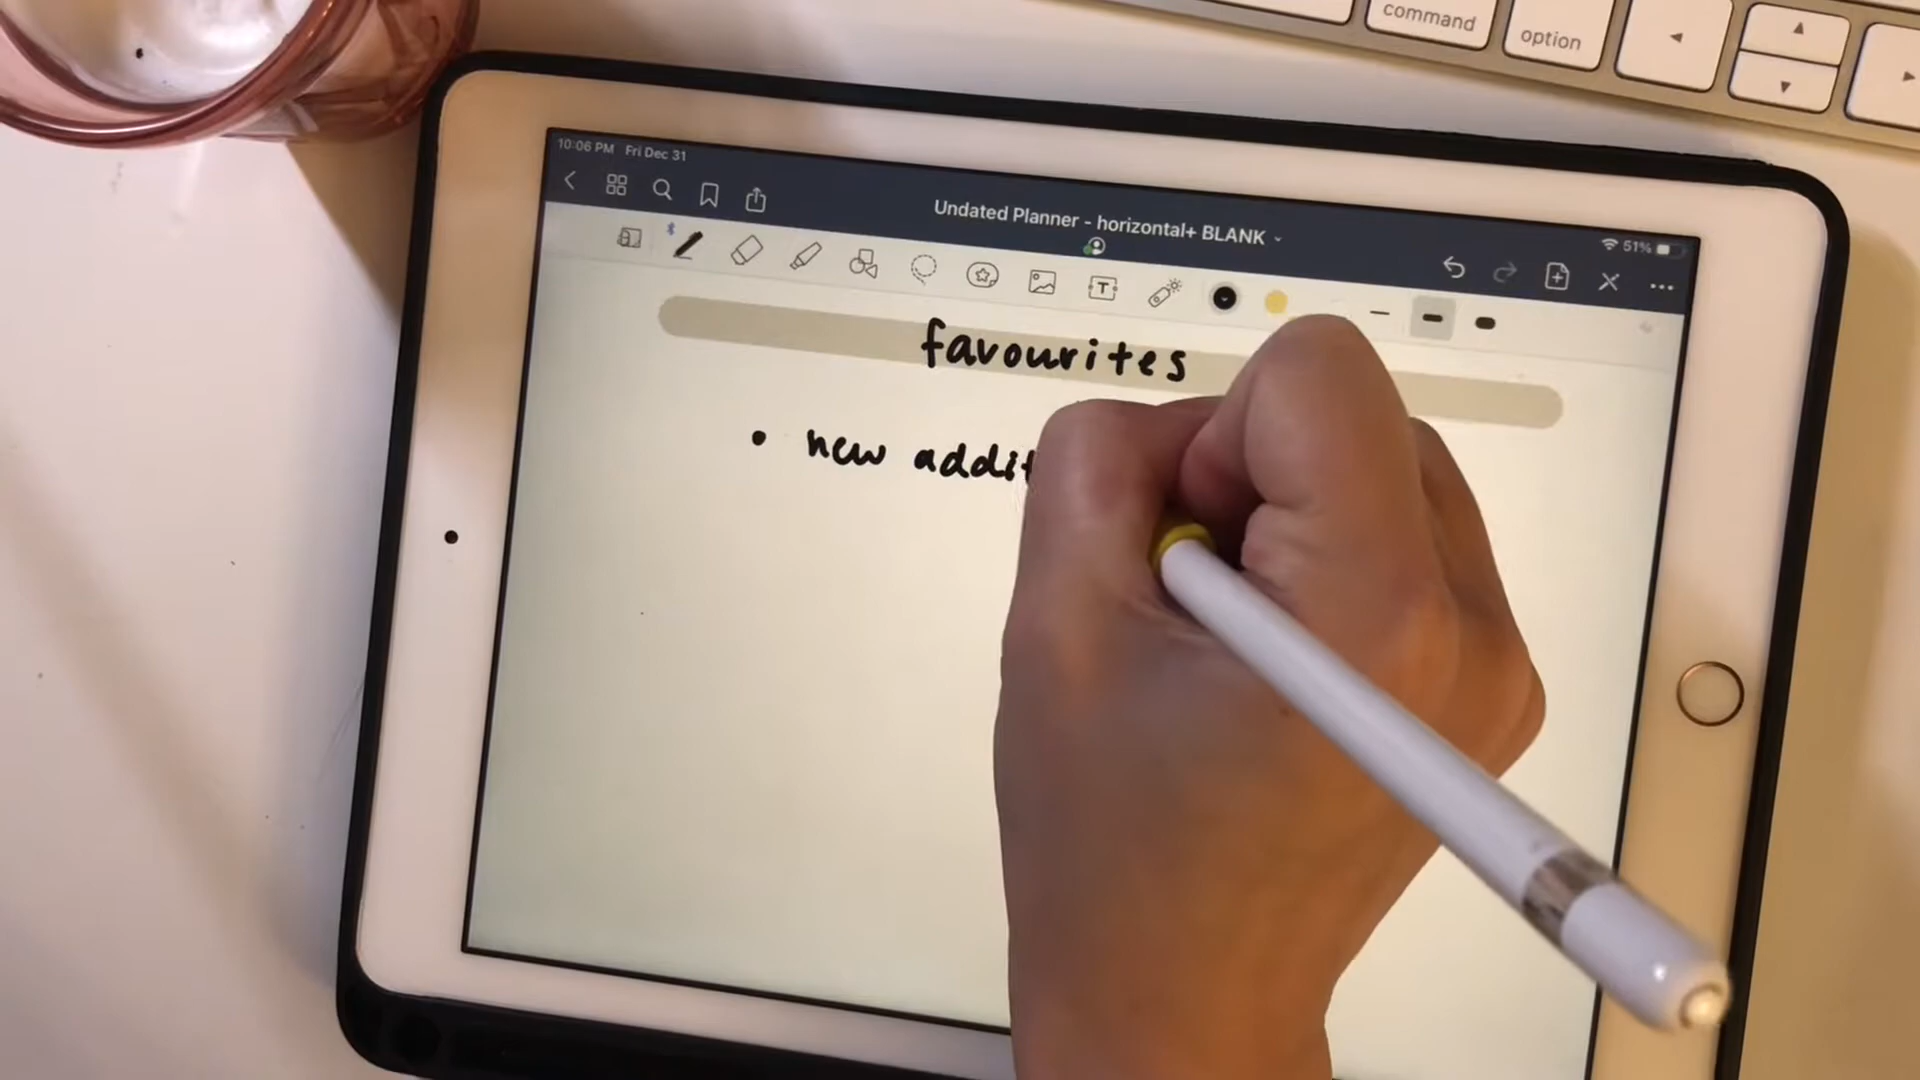 command
option
10:06 PM Fri Dec 31
Undated Planner - horizontal+ BLANK
51%
T
favourites
• new addit